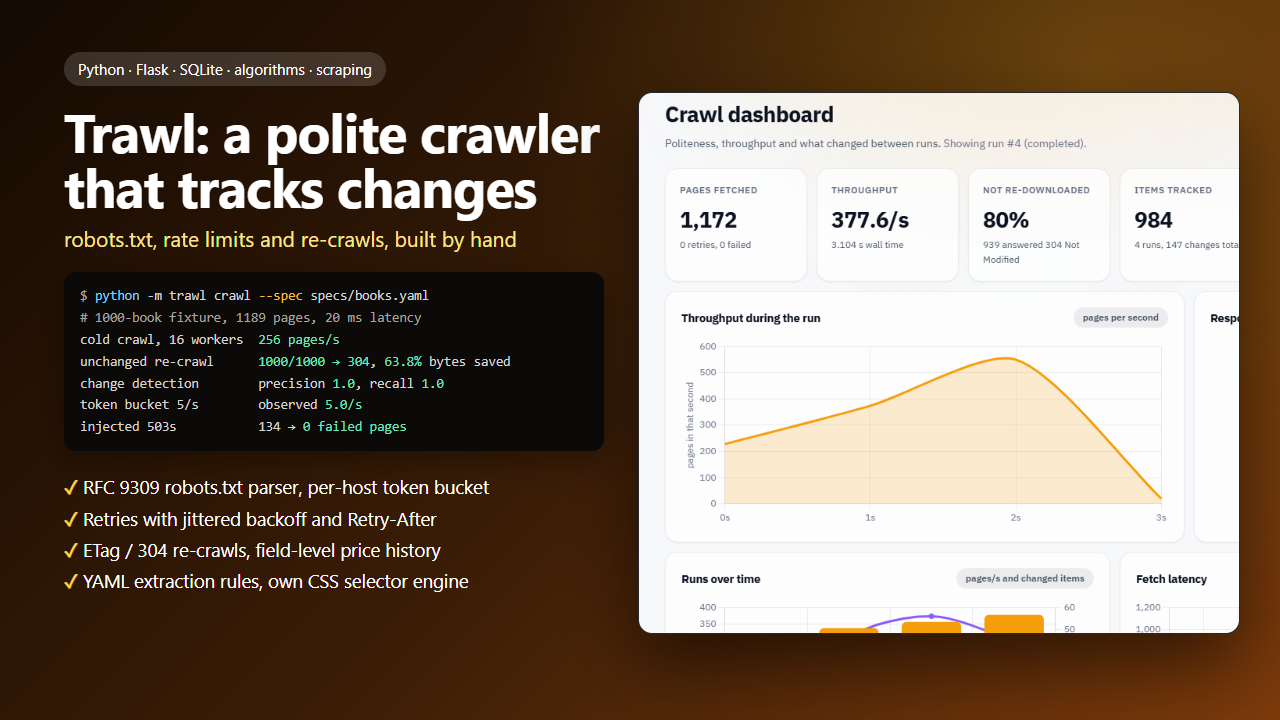 Python · Flask · SQLite · algorithms · scraping
Trawl: a polite crawler
that tracks changes
robots.txt, rate limits and re-crawls, built by hand
$ python -m trawl crawl --spec specs/books.yaml
# 1000-book fixture, 1189 pages, 20 ms latency
cold crawl, 16 workers 256 pages/s
unchanged re-crawl 1000/1000 → 304, 63.8% bytes saved
change detection precision 1.0, recall 1.0
token bucket 5/s observed 5.0/s
injected 503s 134 → 0 failed pages
✓ RFC 9309 robots.txt parser, per-host token bucket
✓ Retries with jittered backoff and Retry-After
✓ ETag / 304 re-crawls, field-level price history
✓ YAML extraction rules, own CSS selector engine
Crawl dashboard
Politeness, throughput and what changed between runs. Showing run #4 (completed).
PAGES FETCHED
1,172
0 retries, 0 failed
THROUGHPUT
377.6/s
3.104 s wall time
NOT RE-DOWNLOADED
80%
939 answered 304 Not
Modified
ITEMS TRACKED
984
4 runs, 147 changes tota
Throughput during the run
pages per second
600
500
400
300
200
100
0
pages in that second
0s
1s
2s
3s
Respo
Runs over time
pages/s and changed items
400
350
60
50
Fetch latency
1,200
1,000